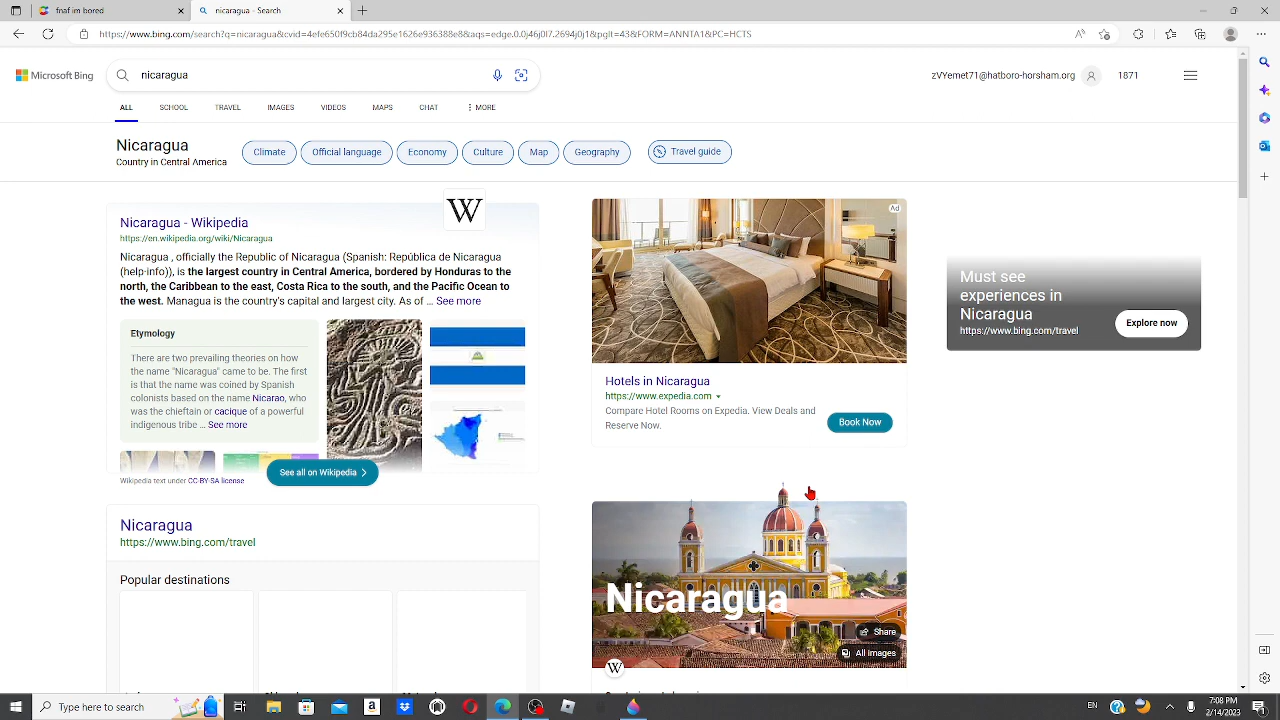 franal - Search
nicaragua - Search
https://www.bing.com/search?q=nicaragua&cvid=4efe650f9cb84da295e1626e936388e8&aqs=edge.0.0j46j0l7.2694j0j1&pglt=43&FORM=ANNTA1&PC=HCTS
Microsoft Bing
nicaragua
zVYemet71@hatboro-horsham.org
1871
ALL SCHOOL TRAVEL IMAGES VIDEOS MAPS CHAT MORE
Nicaragua
Country in Central America
Climate Official language Economy Culture Map Geography Travel guide
W
Nicaragua - Wikipedia
https://en.wikipedia.org/wiki/Nicaragua
Nicaragua , officially the Republic of Nicaragua (Spanish: República de Nicaragua
(help·info)), is the largest country in Central America, bordered by Honduras to the
north, the Caribbean to the east, Costa Rica to the south, and the Pacific Ocean to
the west. Managua is the country's capital and largest city. As of ... See more
Etymology
There are two prevailing theories on how
the name "Nicaragua" came to be. The first
is that the name was coined by Spanish
colonists based on the name Nicarao, who
was the chieftain or cacique of a powerful
indigenous tribe ... See more
See all on Wikipedia
Wikipedia text under CC-BY-SA license
Nicaragua
https://www.bing.com/travel
Popular destinations
Ad
Hotels in Nicaragua
https://www.expedia.com
Compare Hotel Rooms on Expedia. View Deals and
Reserve Now.
Book Now
Nicaragua
Share
All Images
W
Must see
experiences in
Nicaragua
https://www.bing.com/travel
Explore now
Type here to search
EN
7:08 PM
2/14/2023